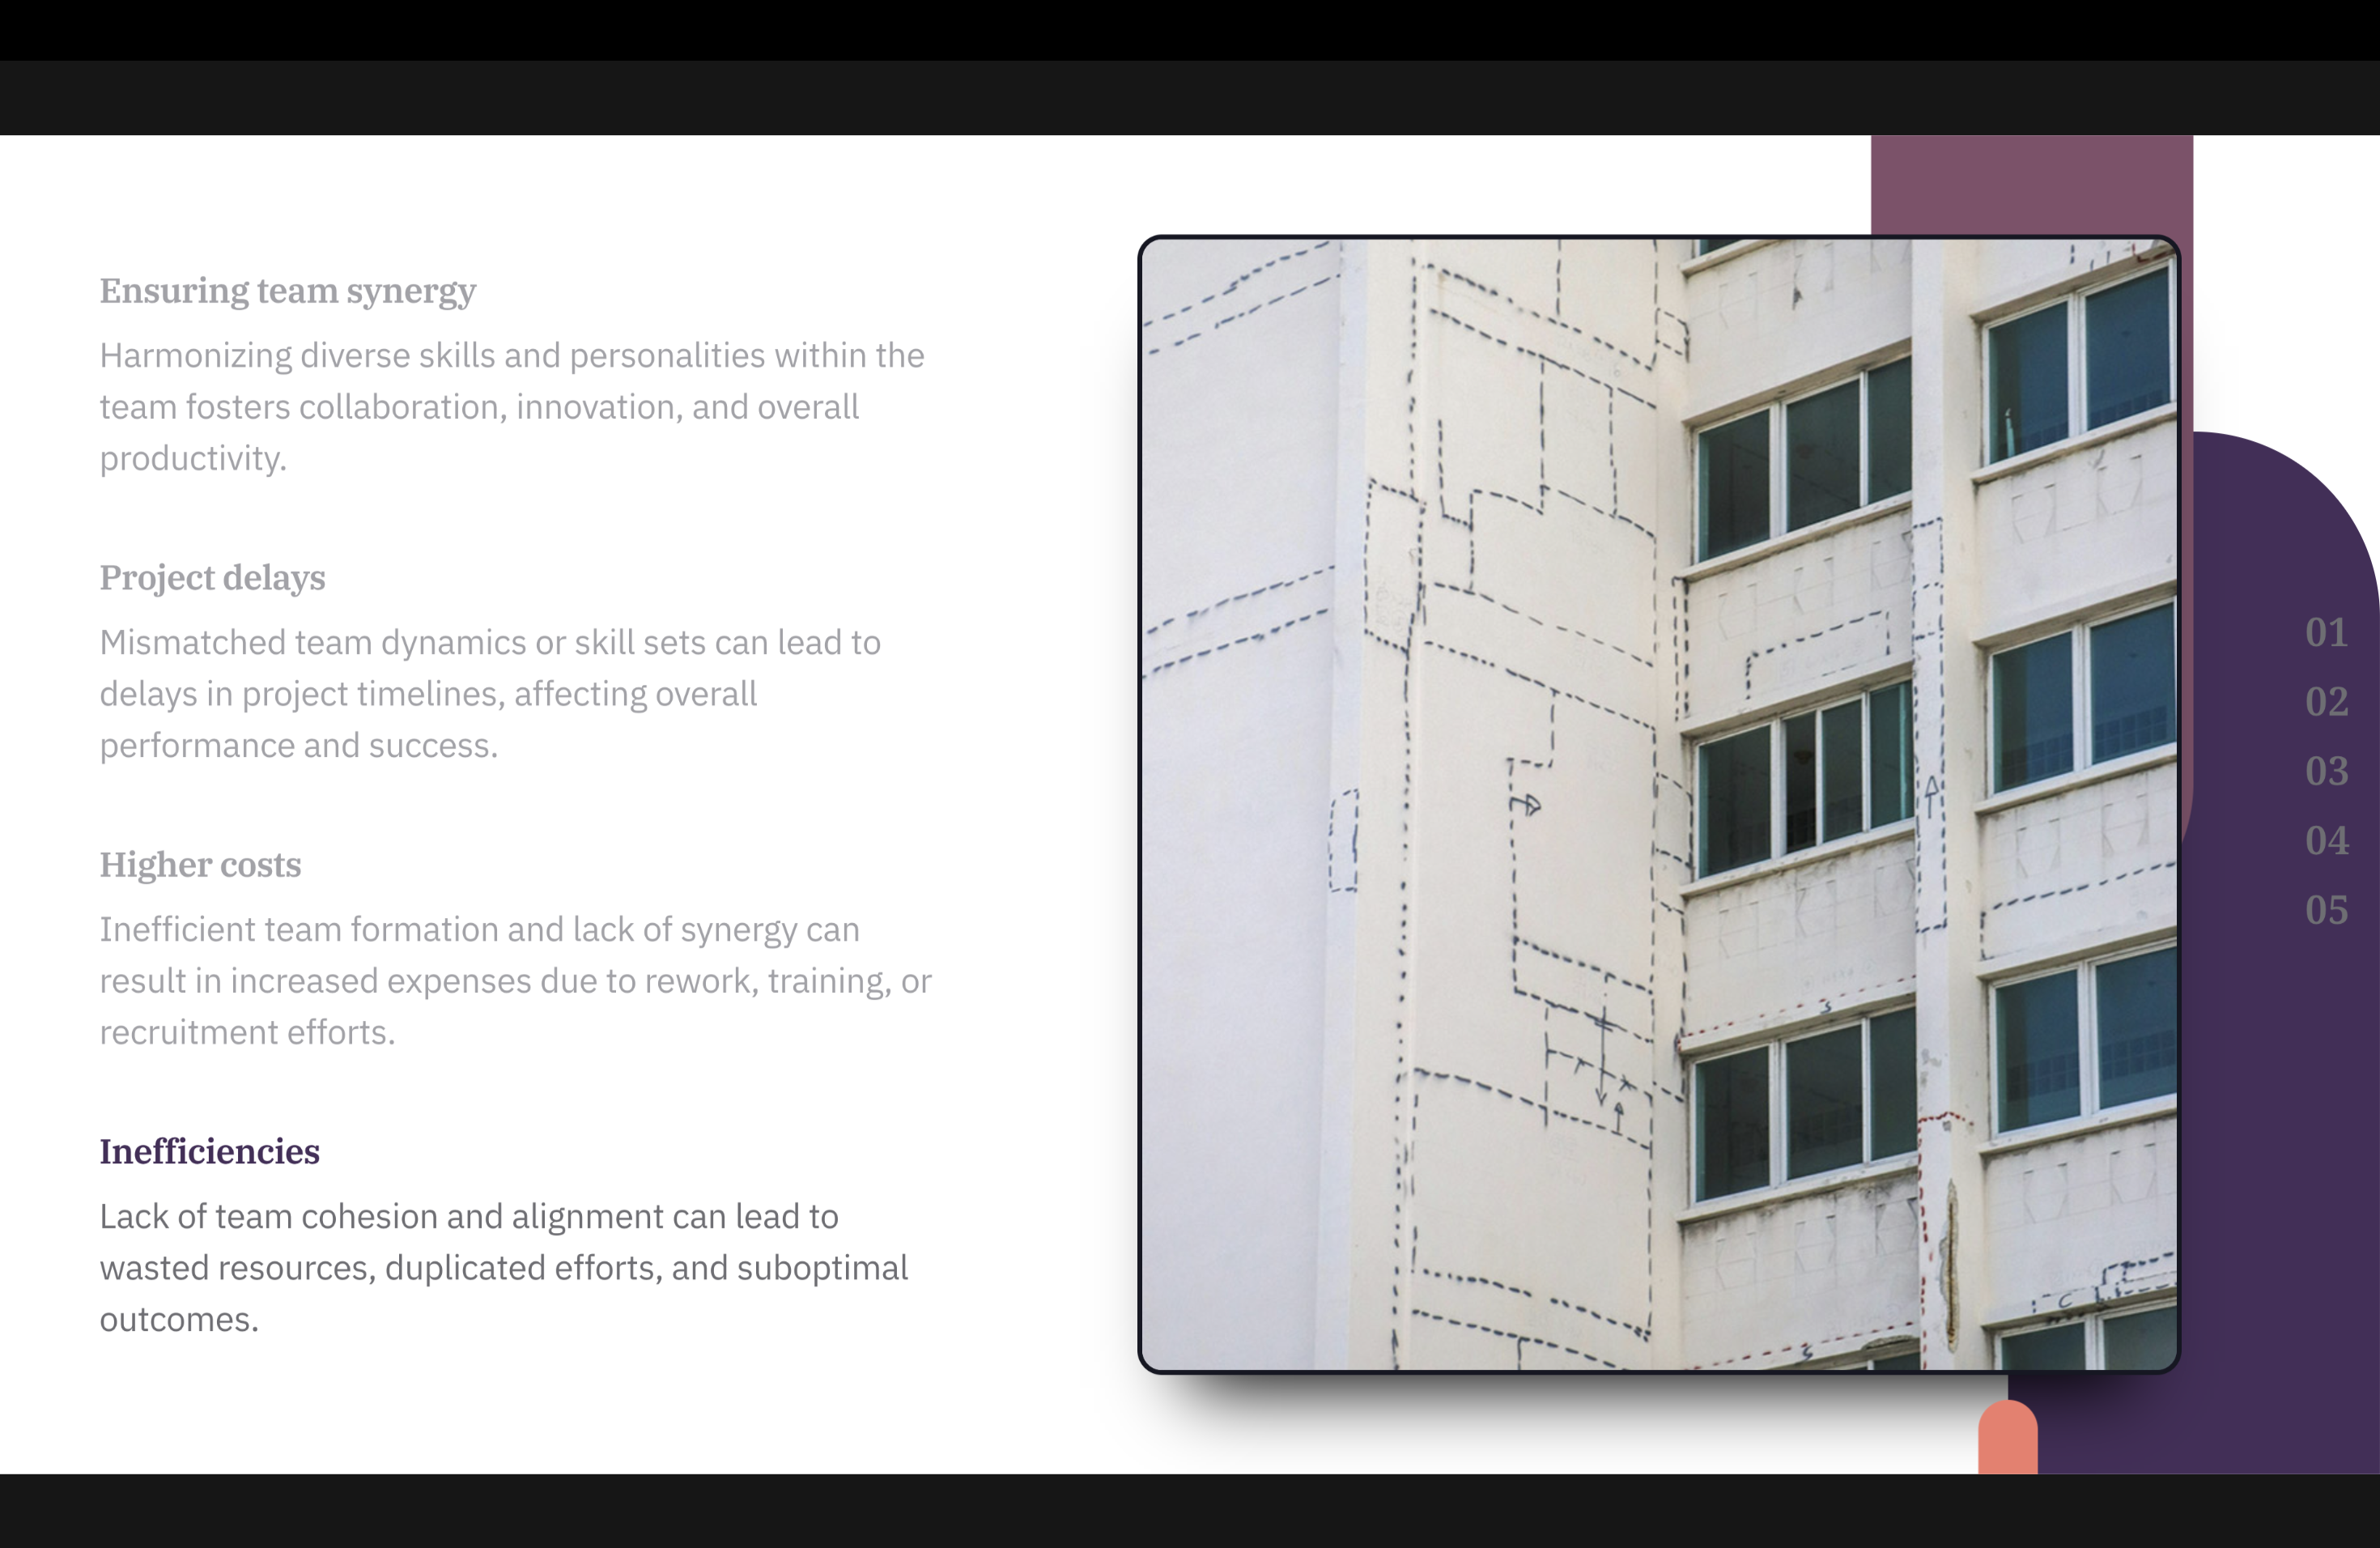 Ensuring team synergy
Harmonizing diverse skills and personalities within the
team fosters collaboration, innovation, and overall
productivity.
Project delays
Mismatched team dynamics or skill sets can lead to
delays in project timelines, affecting overall
performance and success.
Higher costs
Inefficient team formation and lack of synergy can
result in increased expenses due to rework, training, or
recruitment efforts.
Inefficiencies
Lack of team cohesion and alignment can lead to
wasted resources, duplicated efforts, and suboptimal
outcomes.
01
02
03
04
05